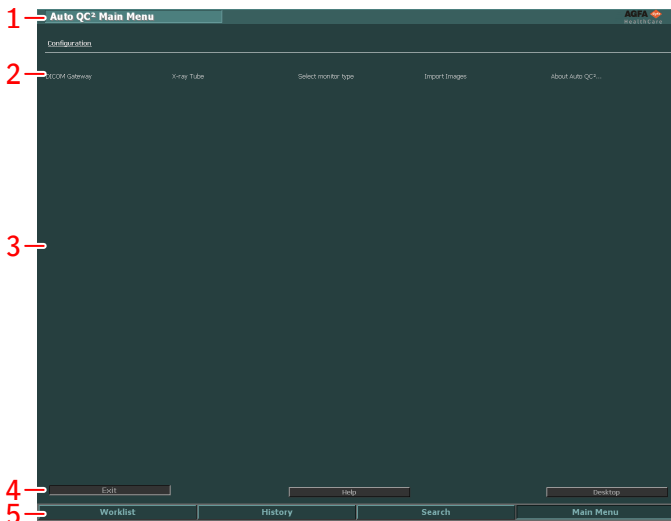 1 Auto QC² Main Menu AGFA HealthCare
Configuration
2 DICOM Gateway X-ray Tube Select monitor type Import Images About Auto QC²...
3
4 Exit Help Desktop
5 Worklist History Search Main Menu